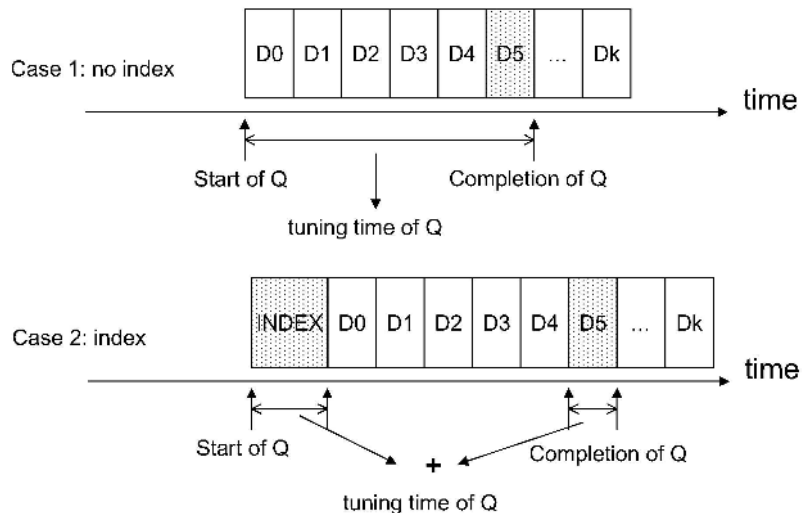 D0 D1 D2 D3 D4 D5 ... Dk
Case 1: no index
time
Start of Q
Completion of Q
tuning time of Q
INDEX D0 D1 D2 D3 D4 D5 ... Dk
Case 2: index
time
Start of Q
Completion of Q
+
tuning time of Q